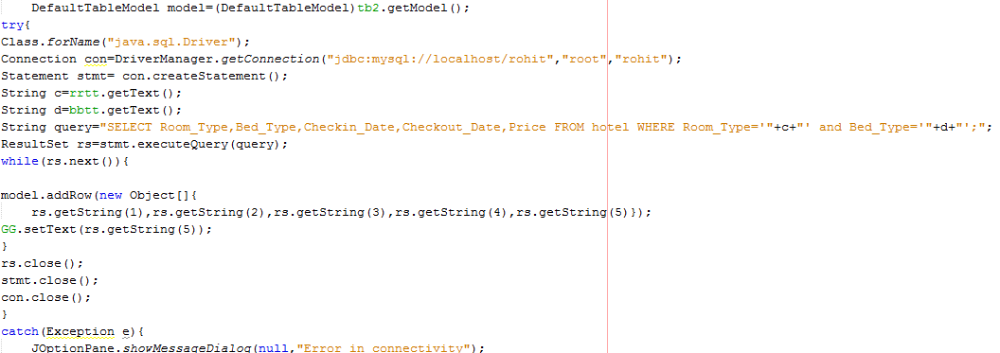 DefaultTableModel model=(DefaultTableModel)tb2.getModel();
try{
Class.forName("java.sql.Driver");
Connection con=DriverManager.getConnection("jdbc:mysql://localhost/rohit","root","rohit");
Statement stmt= con.createStatement();
String c=rrtt.getText();
String d=bbtt.getText();
String query="SELECT Room_Type,Bed_Type,Checkin_Date,Checkout_Date,Price FROM hotel WHERE Room_Type='"+c+"' and Bed_Type='"+d+"';";
ResultSet rs=stmt.executeQuery(query);
while(rs.next()){
model.addRow(new Object[]{
rs.getString(1),rs.getString(2),rs.getString(3),rs.getString(4),rs.getString(5)});
GG.setText(rs.getString(5));
}
rs.close();
stmt.close();
con.close();
}
catch(Exception e){
JOptionPane.showMessageDialog(null,"Error in connectivity");